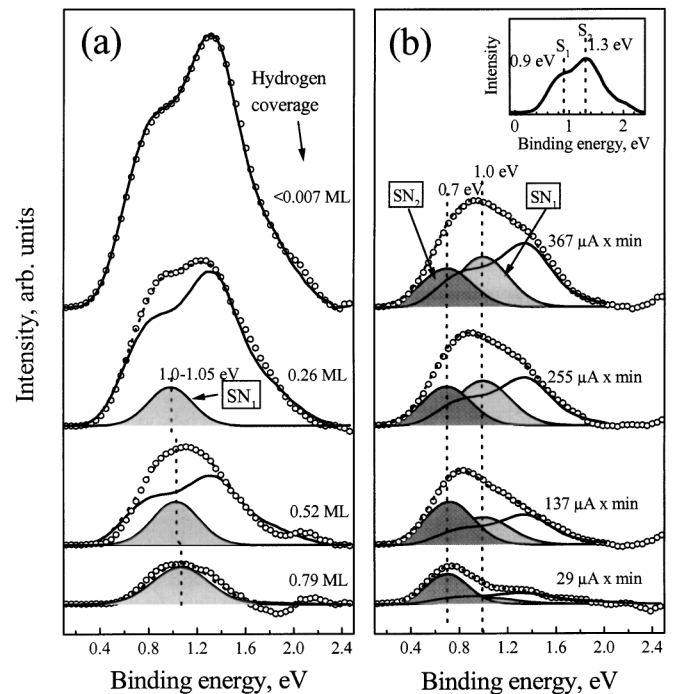 (a)
Hydrogen
coverage
<0.007 ML
0.26 ML
1.0-1.05 eV
SN₁
0.52 ML
0.79 ML
0.4 0.8 1.2 1.6 2.0 2.4
Binding energy, eV
Intensity, arb. units
(b)
S₁ S₂
0.9 eV 1.3 eV
Intensity
0 1 2
Binding energy, eV
SN₂ 0.7 eV 1.0 eV SN₁
367 μA x min
255 μA x min
137 μA x min
29 μA x min
0.4 0.8 1.2 1.6 2.0 2.4
Binding energy, eV